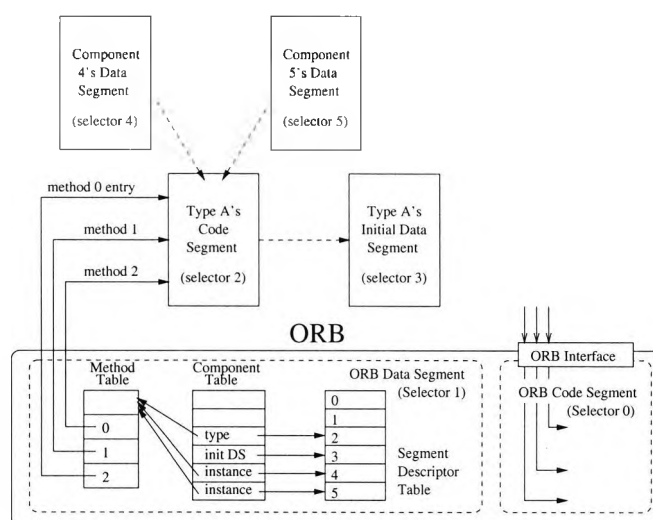 Component
4's Data
Segment
(selector 4)
Component
5's Data
Segment
(selector 5)
method 0 entry
method 1
method 2
Type A's
Code
Segment
(selector 2)
Type A's
Initial Data
Segment
(selector 3)
ORB
ORB Interface
Method
Table
0
1
2
Component
Table
type
init DS
instance
instance
ORB Data Segment
(Selector 1)
0
1
2
3
4
5
Segment
Descriptor
Table
ORB Code Segment
(Selector 0)